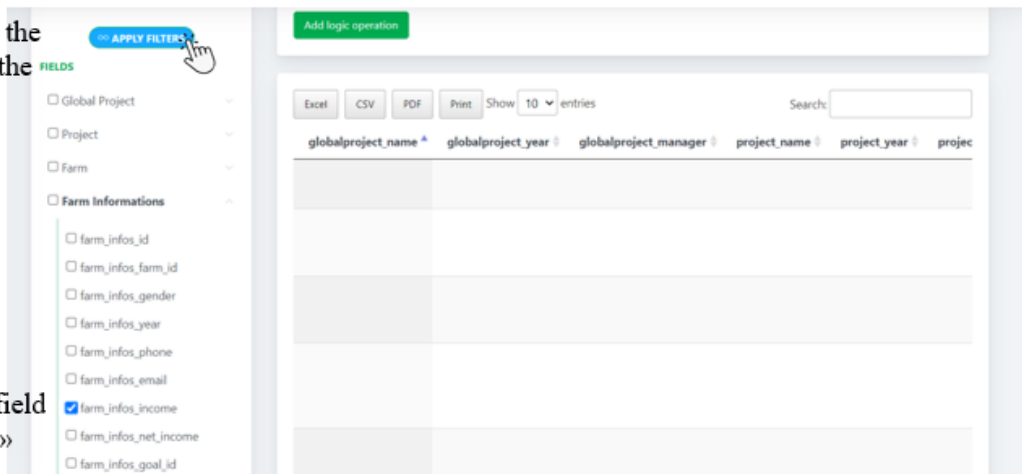 the
the
field
»
APPLY FILTERS
FIELDS
Global Project
Project
Farm
Farm Informations
farm_infos_id
farm_infos_farm_id
farm_infos_gender
farm_infos_year
farm_infos_phone
farm_infos_email
farm_infos_income
farm_infos_net_income
farm_infos_goal_id
Add logic operation
Excel CSV PDF Print Show 10 entries Search:
globalproject_name globalproject_year globalproject_manager project_name project_year projec